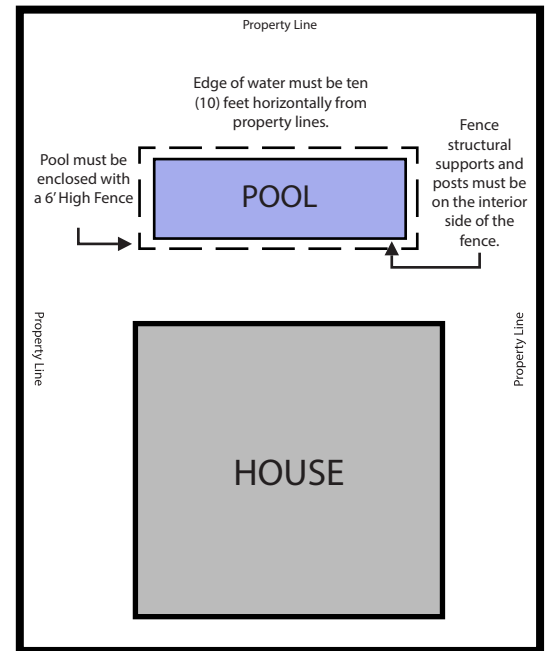 Property Line
Edge of water must be ten
(10) feet horizontally from
property lines.
Pool must be
enclosed with
a 6' High Fence
Fence
structural
supports and
posts must be
on the interior
side of the
fence.
POOL
Property Line
Property Line
HOUSE